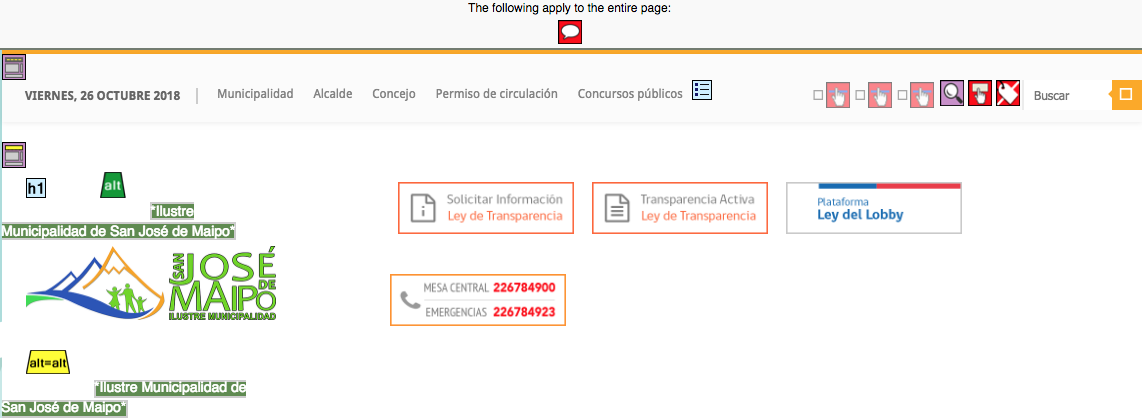 The following apply to the entire page:
VIERNES, 26 OCTUBRE 2018 | Municipalidad Alcalde Concejo Permiso de circulación Concursos públicos Buscar
h1 alt
*Ilustre
Municipalidad de San José de Maipo*
SAN JOSÉ DE MAIPO
ILUSTRE MUNICIPALIDAD
Solicitar Información
Ley de Transparencia
Transparencia Activa
Ley de Transparencia
Plataforma
Ley del Lobby
MESA CENTRAL 226784900
EMERGENCIAS 226784923
alt=alt
*Ilustre Municipalidad de
San José de Maipo*